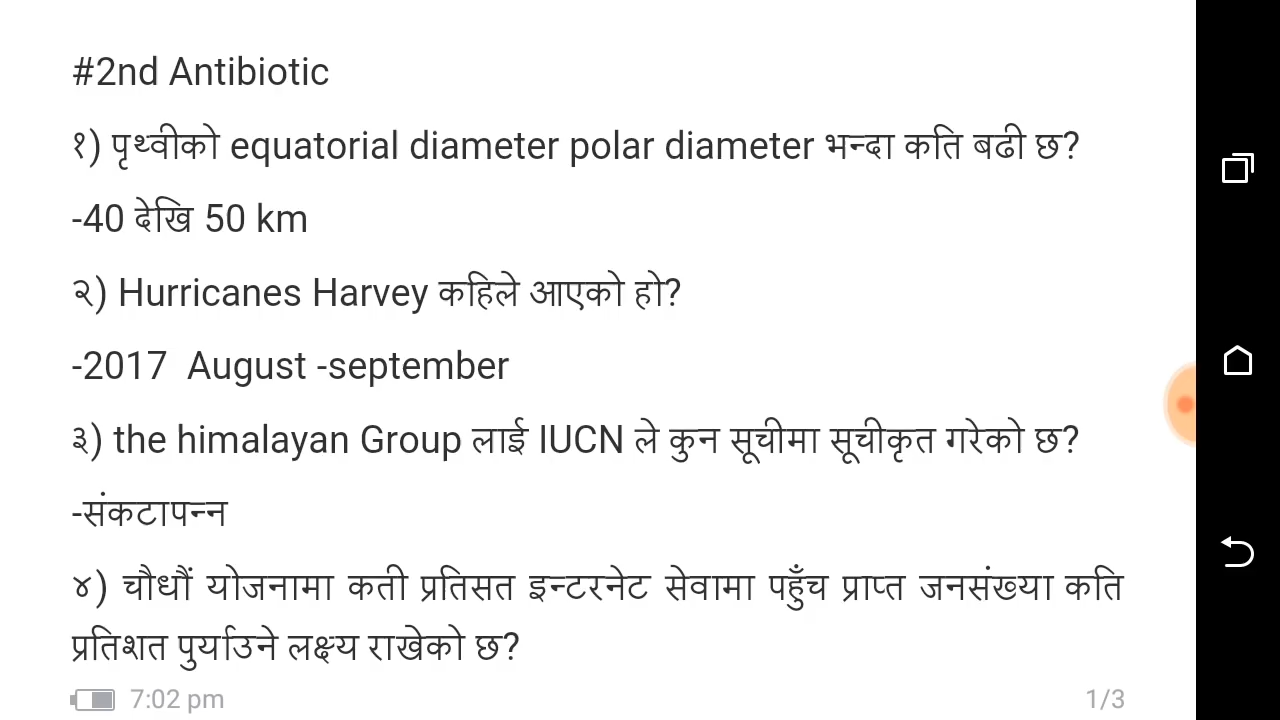 #2nd Antibiotic
१) पृथ्वीको equatorial diameter polar diameter भन्दा कति बढी छ?
-40 देखि 50 km
२) Hurricanes Harvey कहिले आएको हो?
-2017  August -september
३) the himalayan Group लाई IUCN ले कुन सूचीमा सूचीकृत गरेको छ?
-संकटापन्न
४) चौधौं योजनामा कती प्रतिसत इन्टरनेट सेवामा पहुँच प्राप्त जनसंख्या कति
प्रतिशत पुर्याउने लक्ष्य राखेको छ?
7:02 pm
1/3